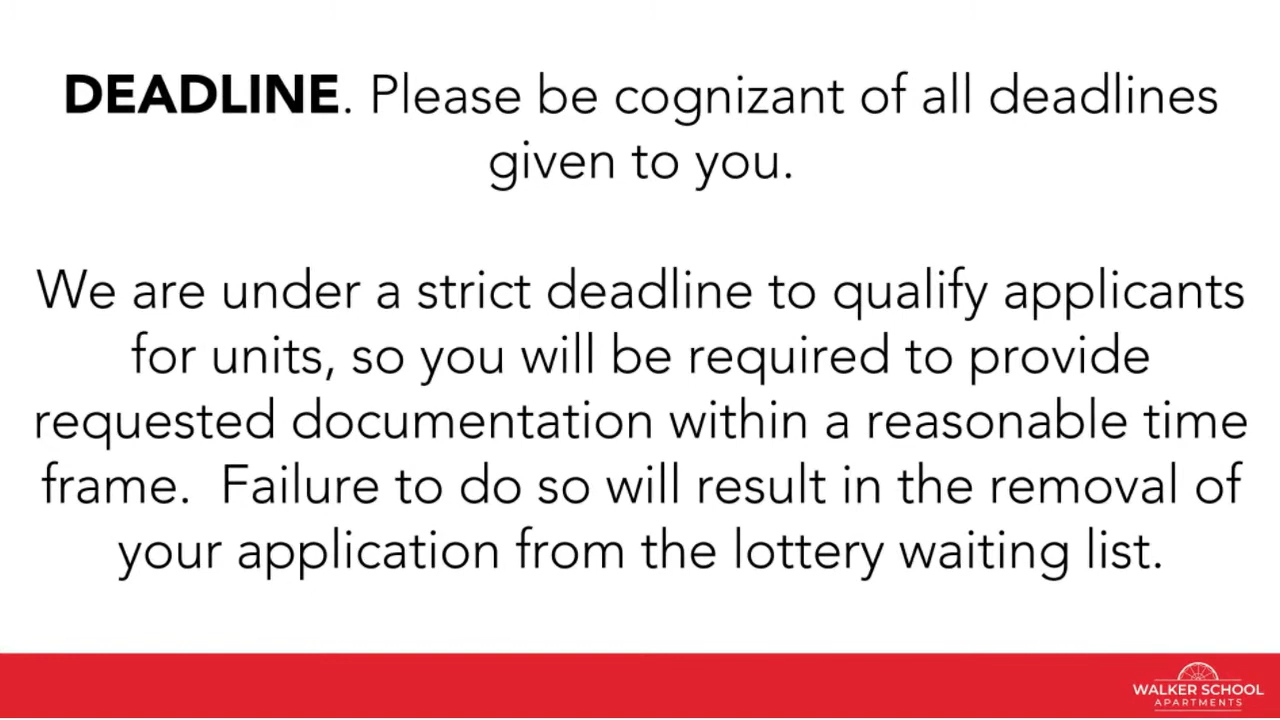 DEADLINE. Please be cognizant of all deadlines
given to you.
We are under a strict deadline to qualify applicants
for units, so you will be required to provide
requested documentation within a reasonable time
frame.  Failure to do so will result in the removal of
your application from the lottery waiting list.
WALKER SCHOOL
APARTMENTS